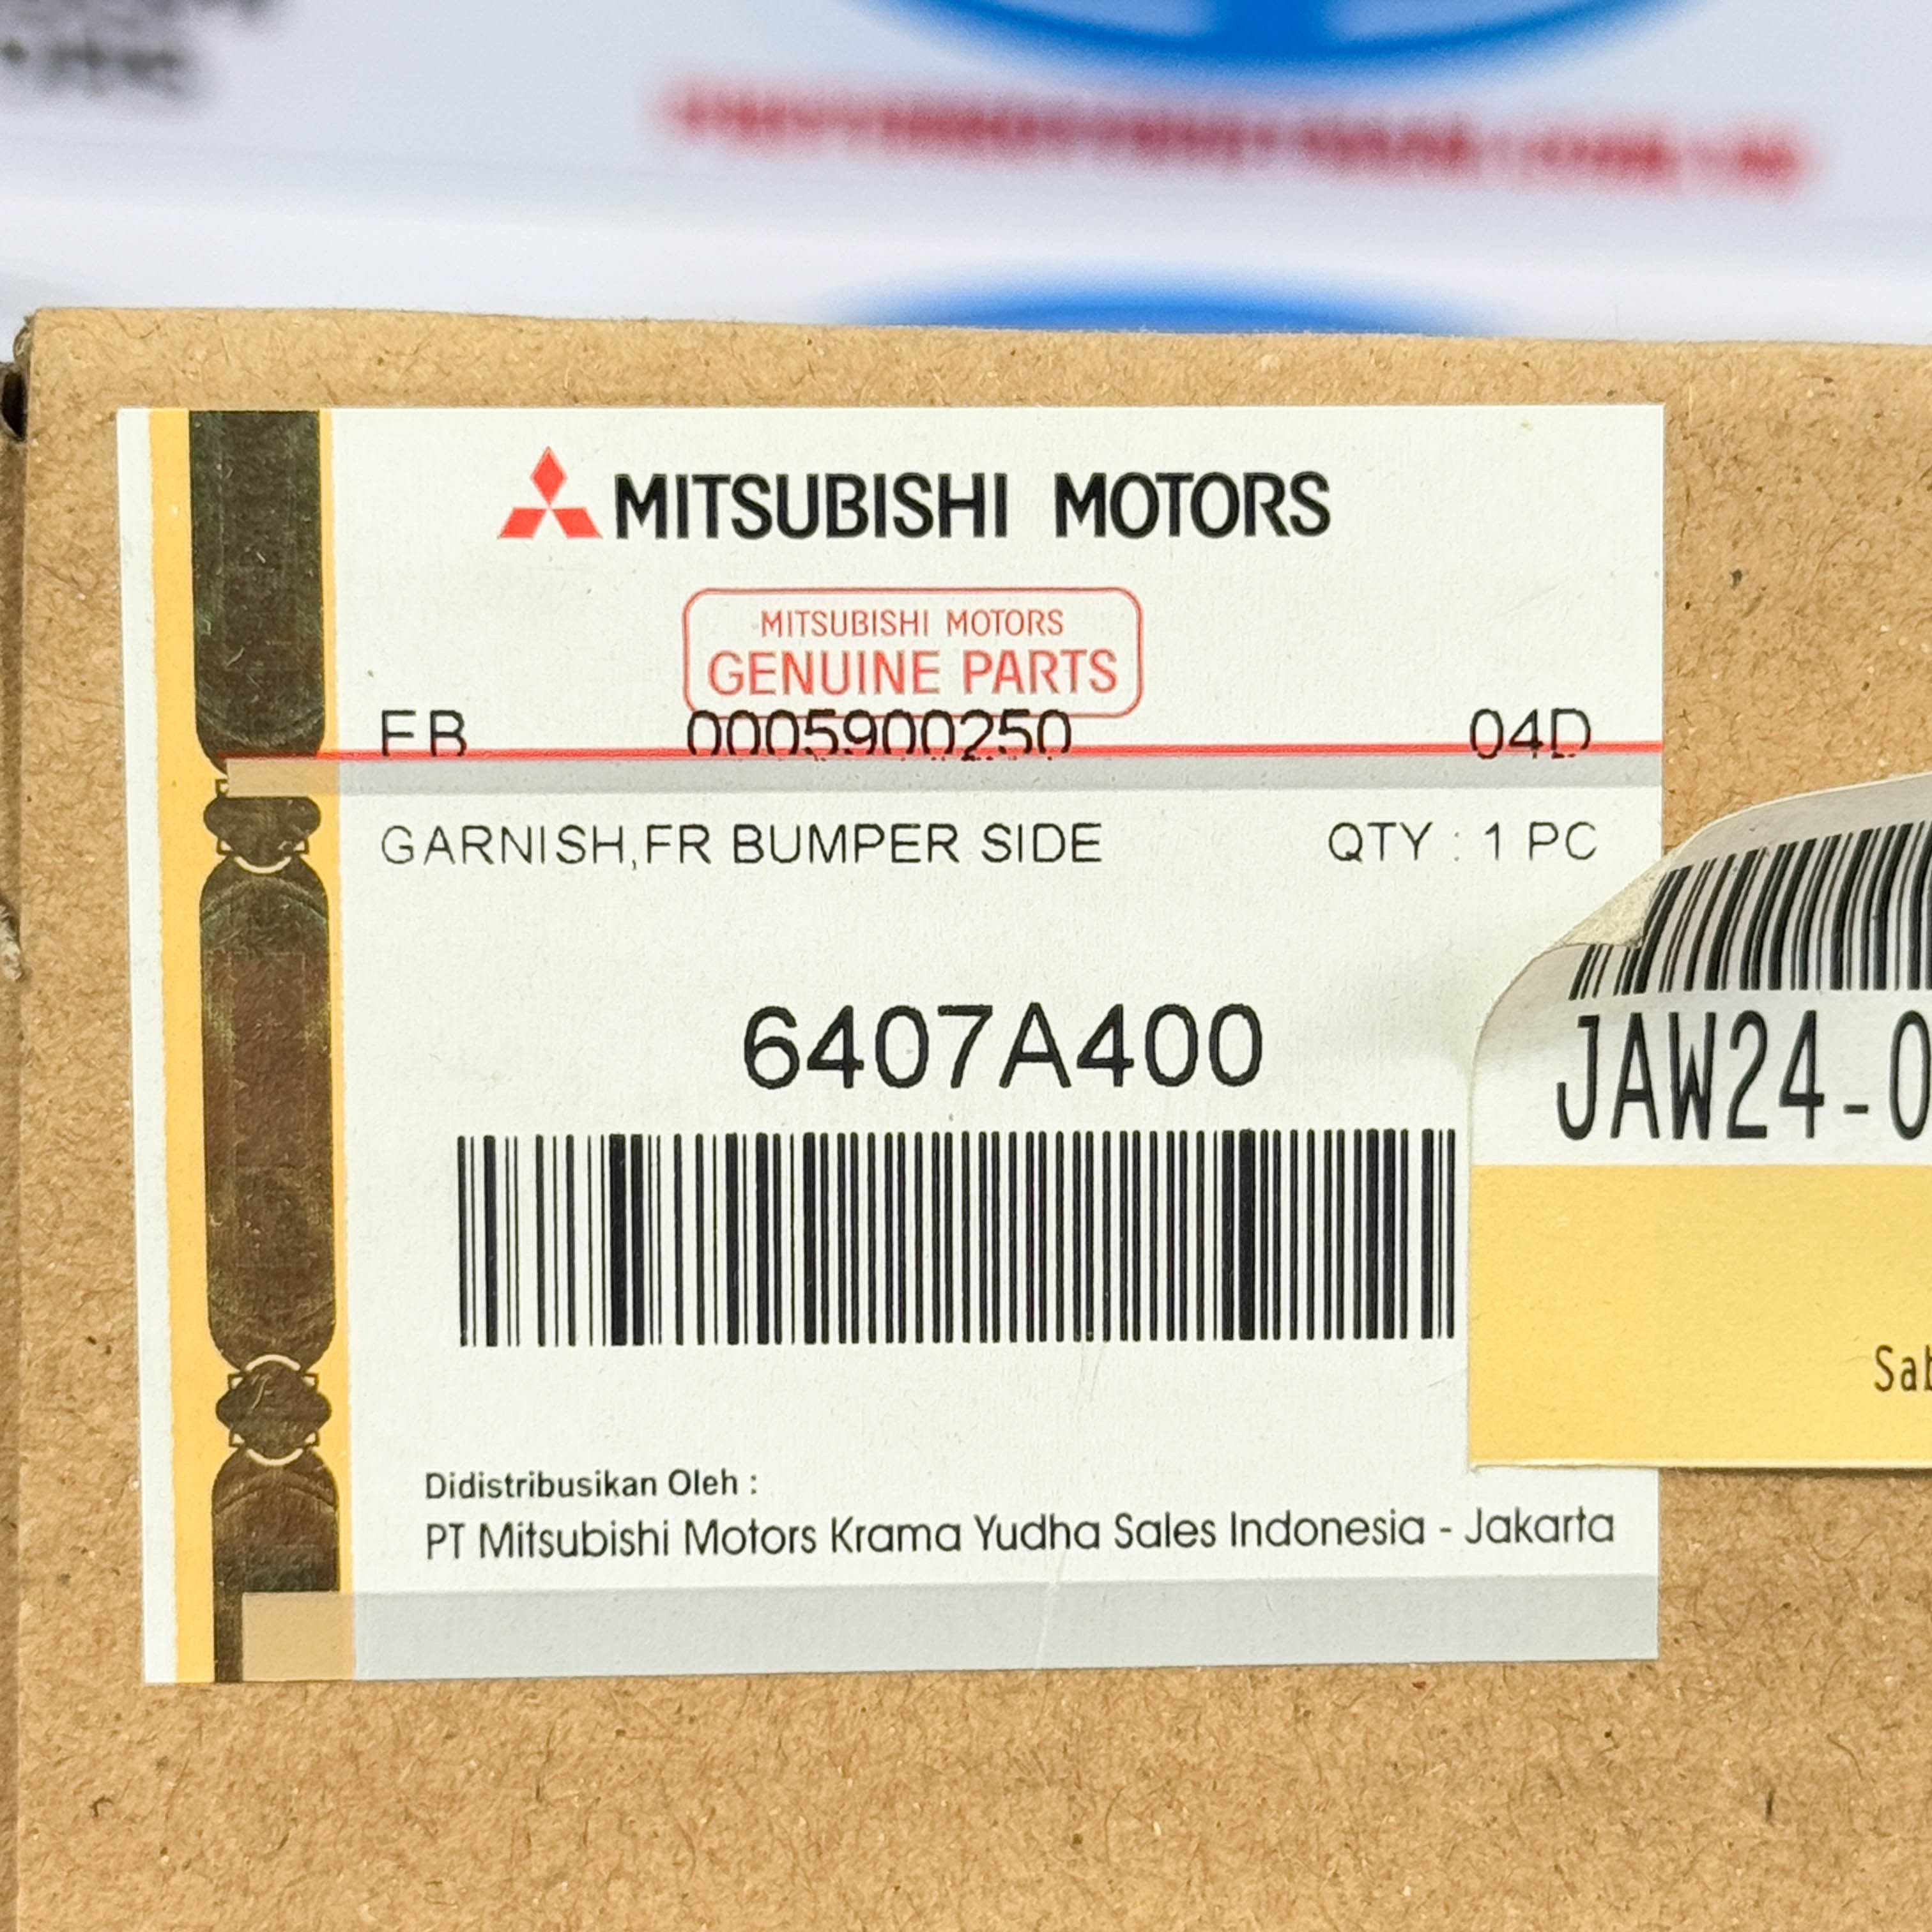 MITSUBISHI MOTORS
MITSUBISHI MOTORS
GENUINE PARTS
0005900250 04D
GARNISH,FR BUMPER SIDE QTY : 1 PC
6407A400
JAW24-0
Sab
Didistribusikan Oleh :
PT Mitsubishi Motors Krama Yudha Sales Indonesia - Jakarta